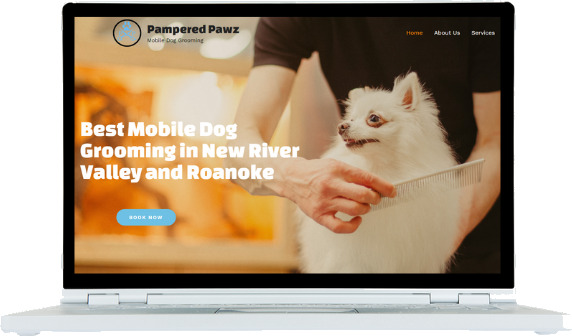 Pampered Pawz
Mobile Dog Grooming
Home About Us Services
Best Mobile Dog
Grooming in New River
Valley and Roanoke
BOOK NOW